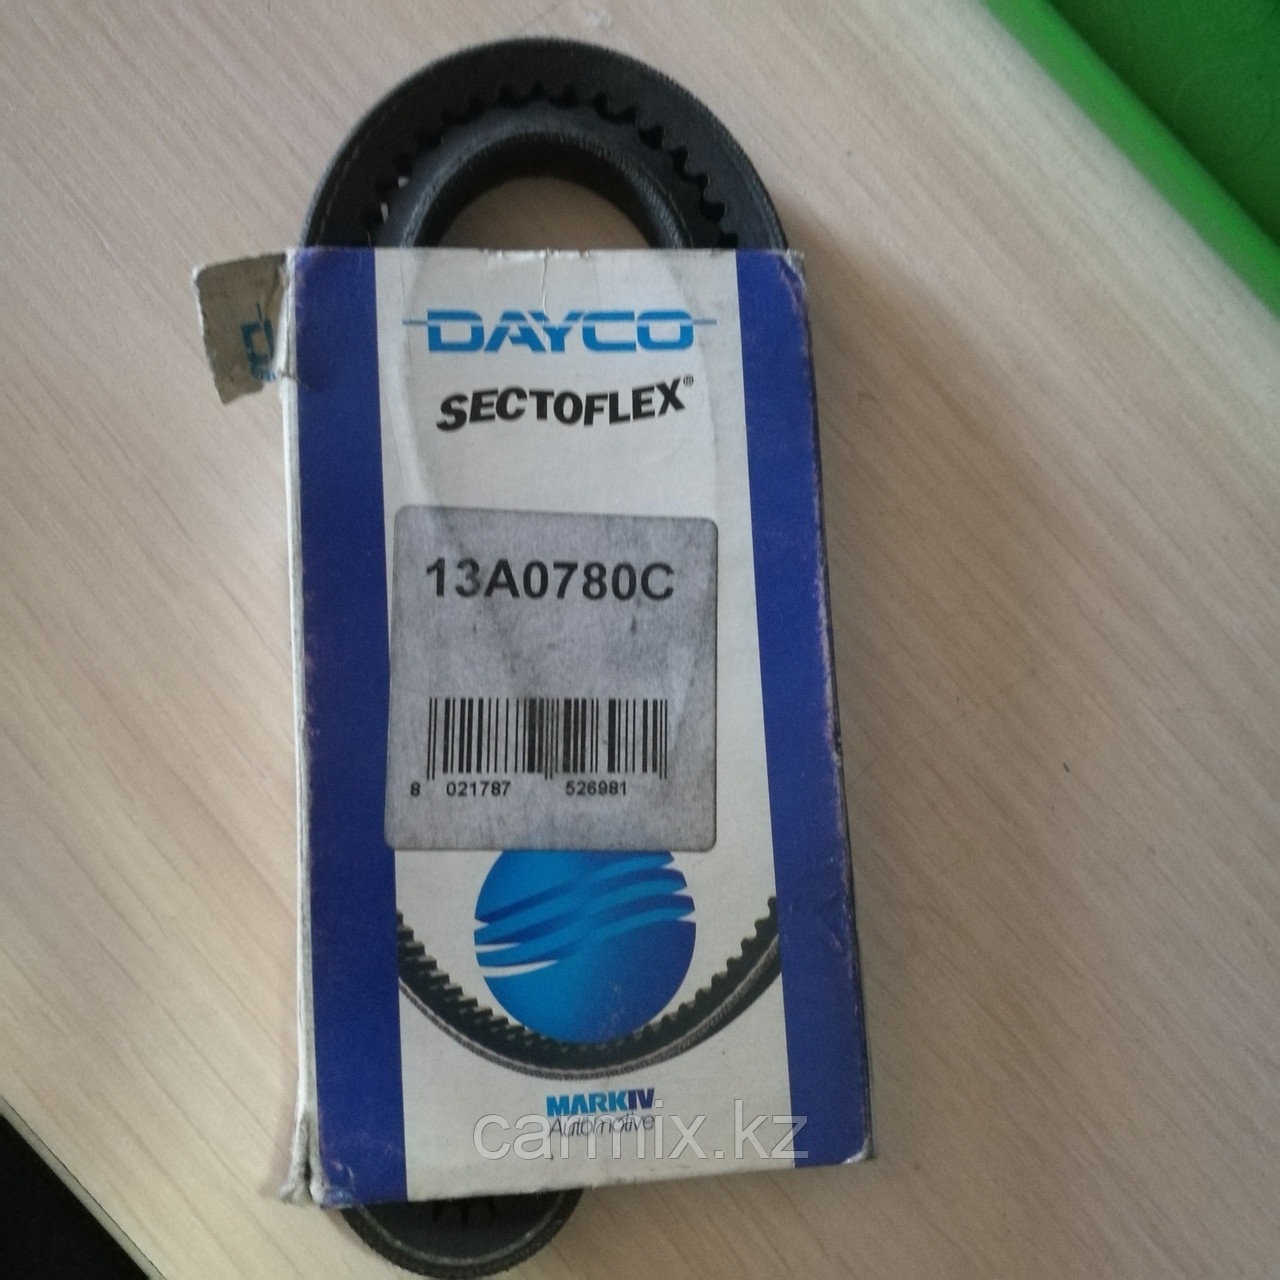 DAYCO
SECTOFLEX®
13A0780C
8 021787 526981
MARKIV
Automotive
carmix.kz